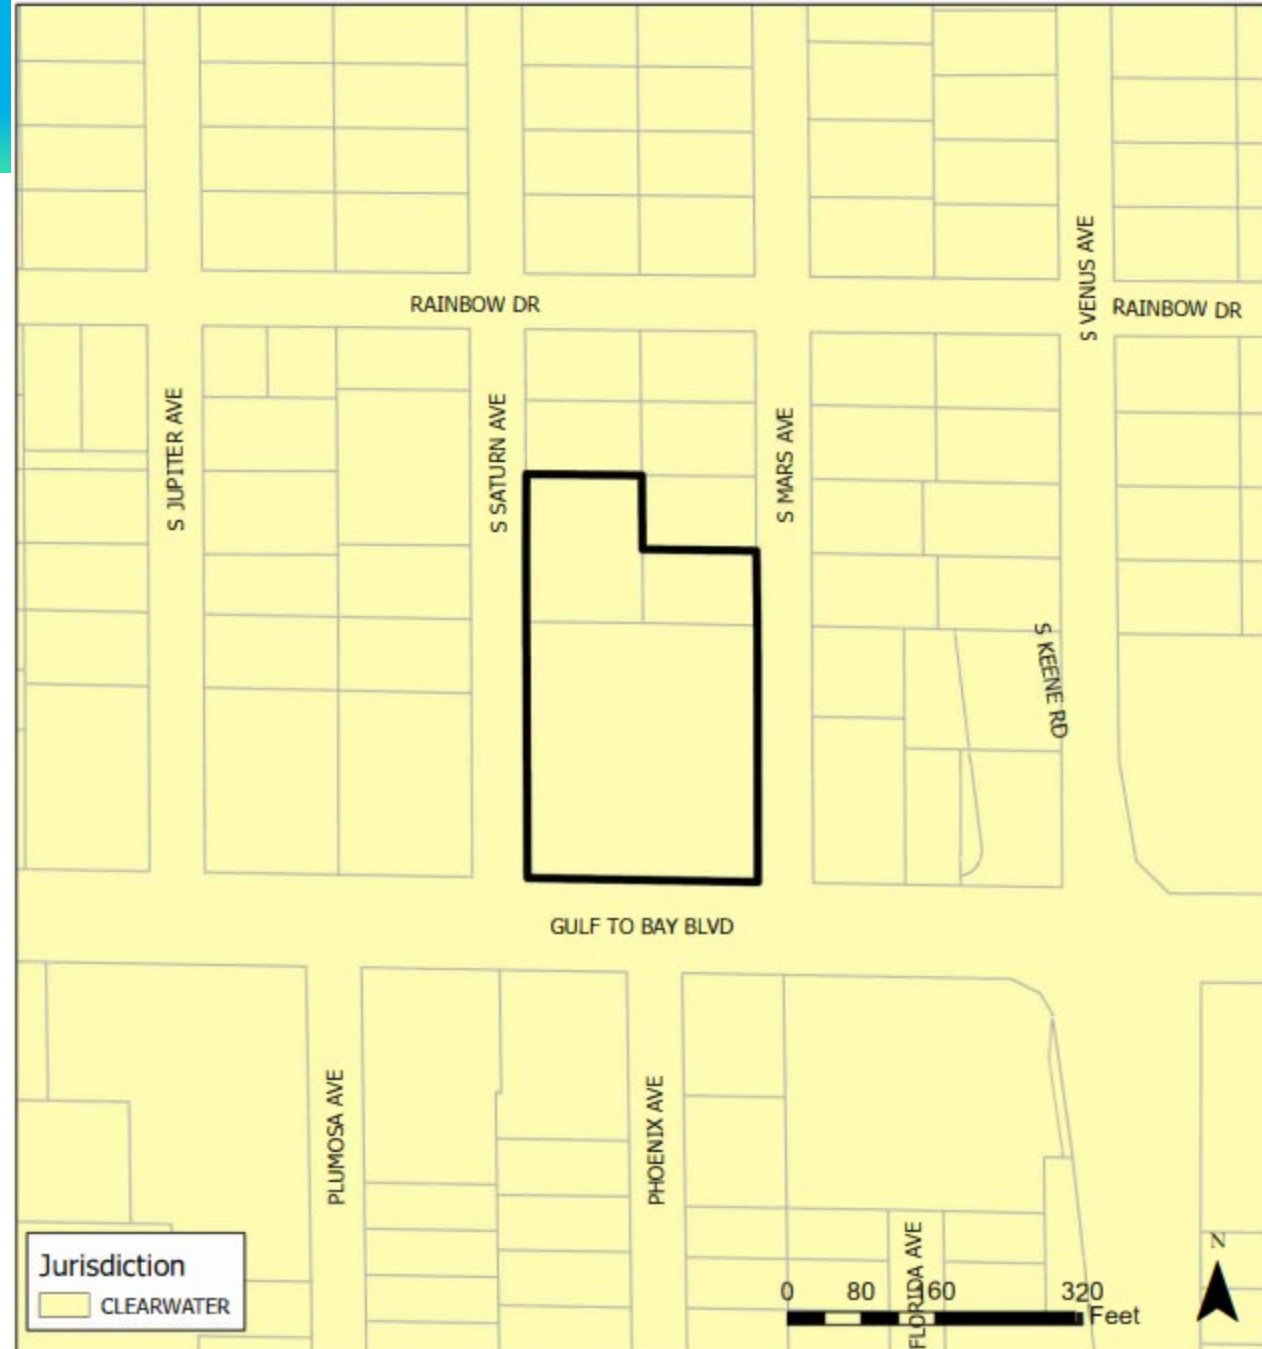 RAINBOW DR
S VENUS AVE
RAINBOW DR
S JUPITER AVE
S SATURN AVE
S MARS AVE
S KEENE RD
GULF TO BAY BLVD
PLUMOSA AVE
PHOENIX AVE
FLORIDA AVE
Jurisdiction
CLEARWATER
0 80 160 320
Feet
N